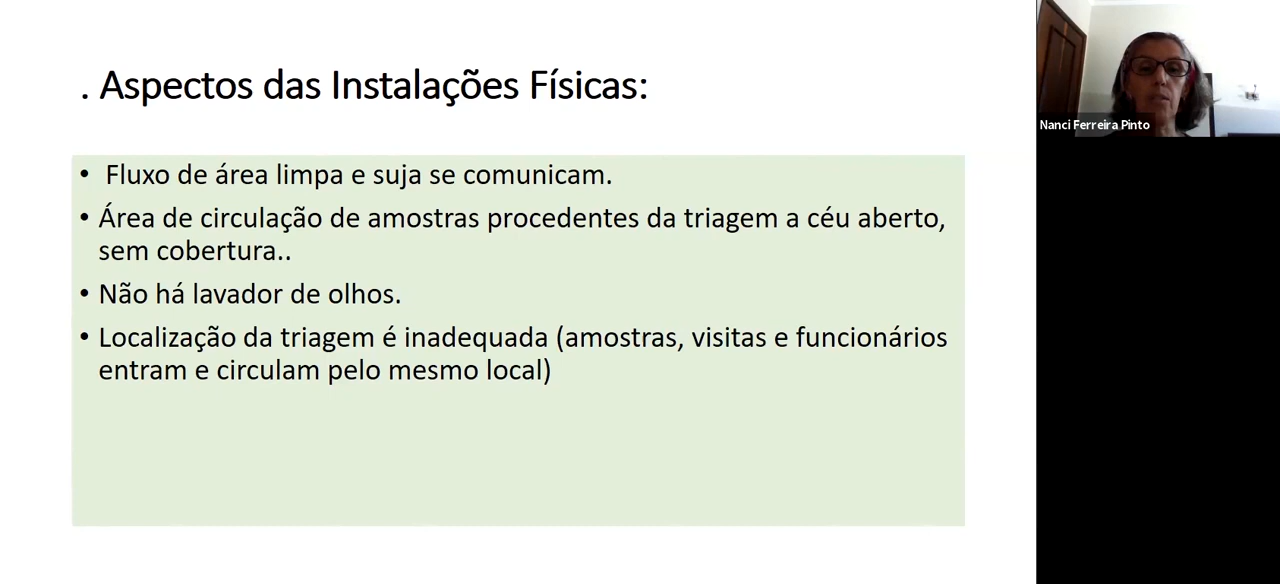 . Aspectos das Instalações Físicas:
• Fluxo de área limpa e suja se comunicam.
• Área de circulação de amostras procedentes da triagem a céu aberto,
sem cobertura..
• Não há lavador de olhos.
• Localização da triagem é inadequada (amostras, visitas e funcionários
entram e circulam pelo mesmo local)
Nanci Ferreira Pinto